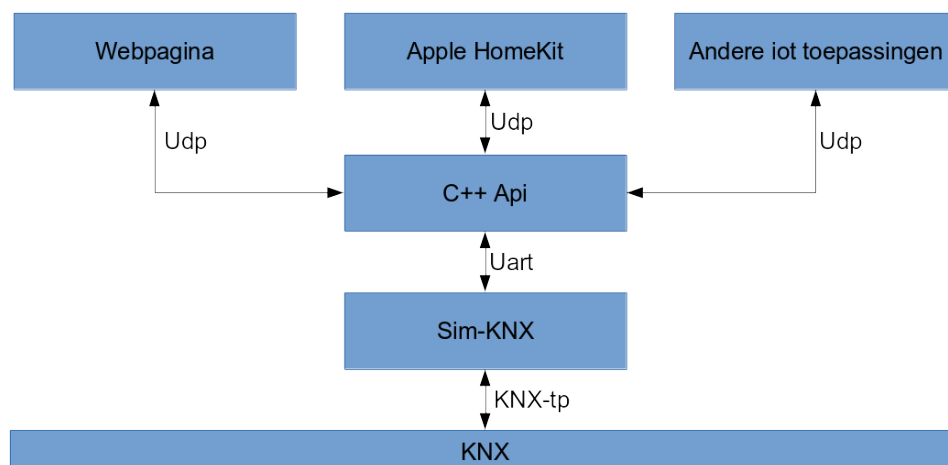 Webpagina
Apple HomeKit
Andere iot toepassingen
Udp
Udp
Udp
C++ Api
Uart
Sim-KNX
KNX-tp
KNX